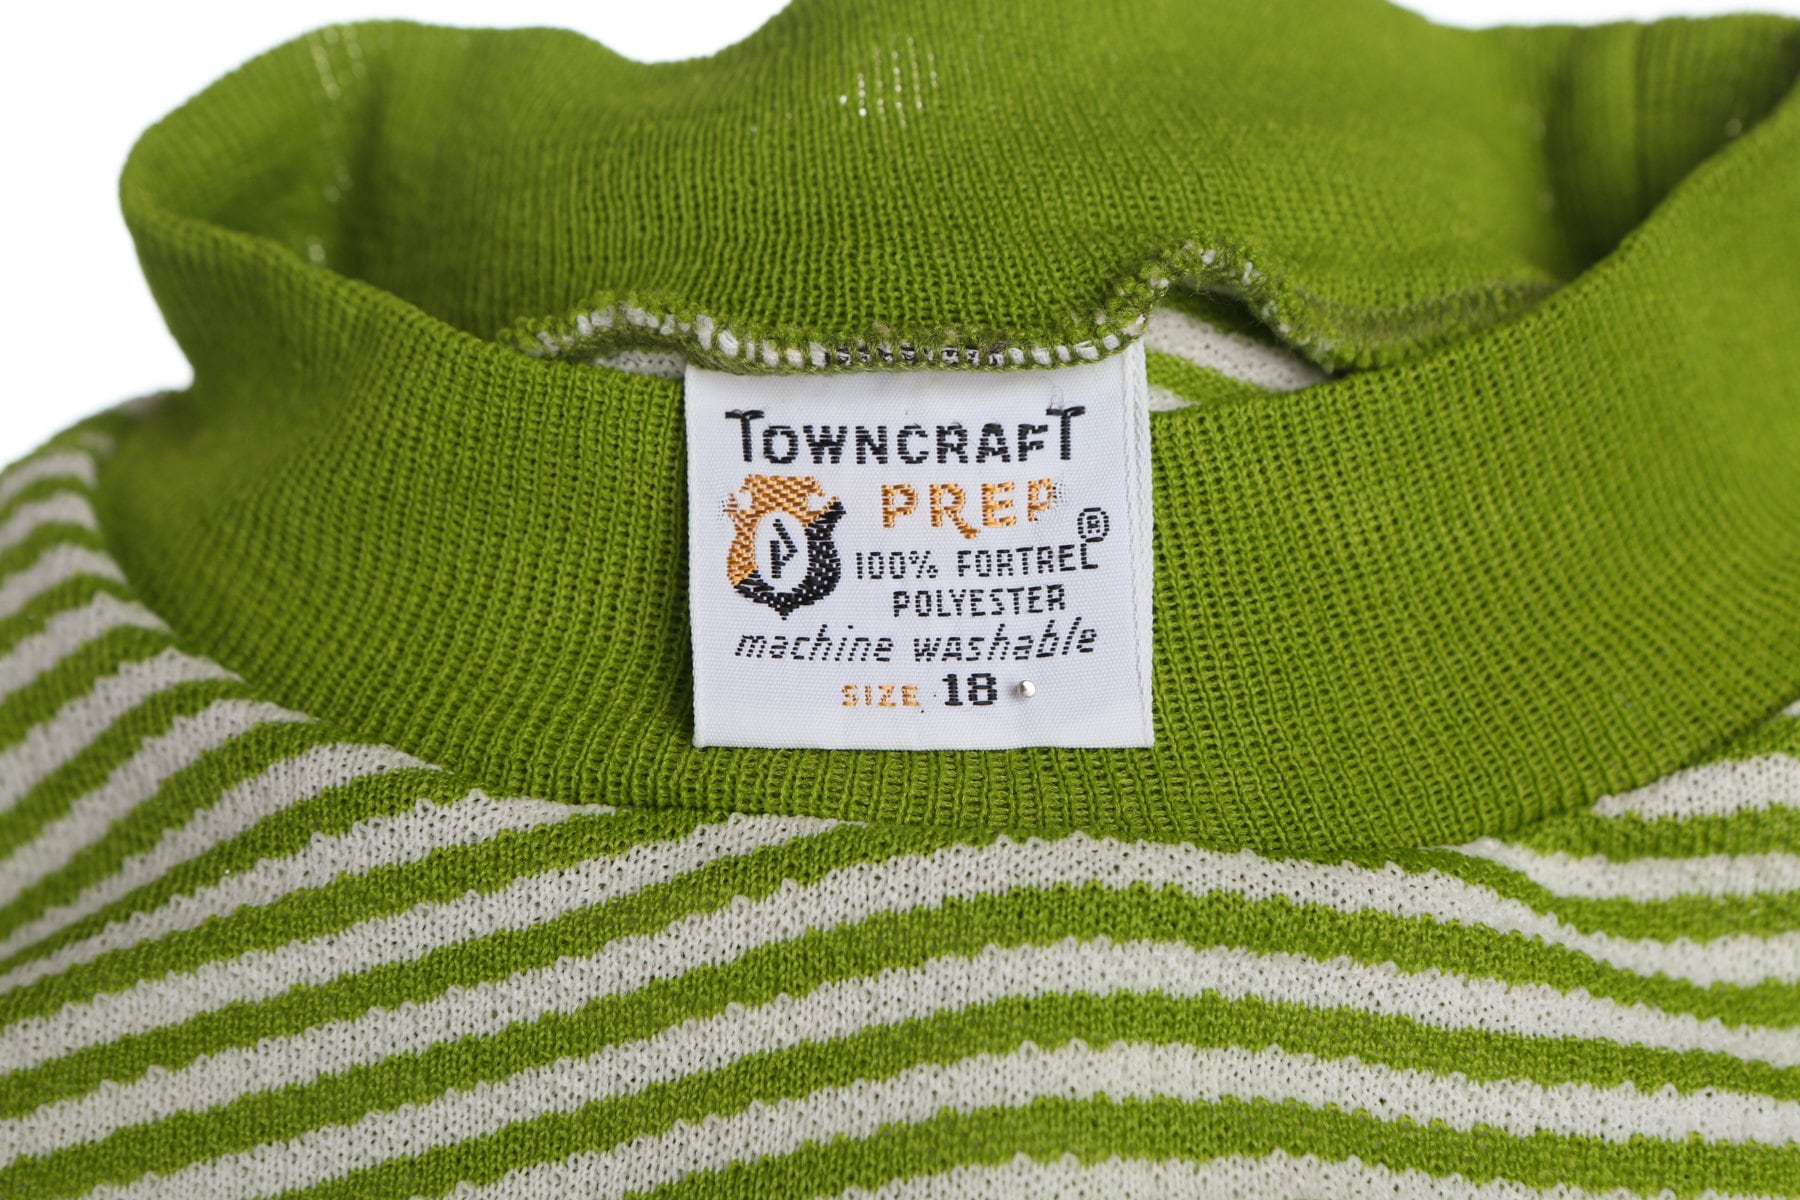 TOWNCRAFT
PREP
P
100% FORTREL®
POLYESTER
machine WAshable
SIZE 18